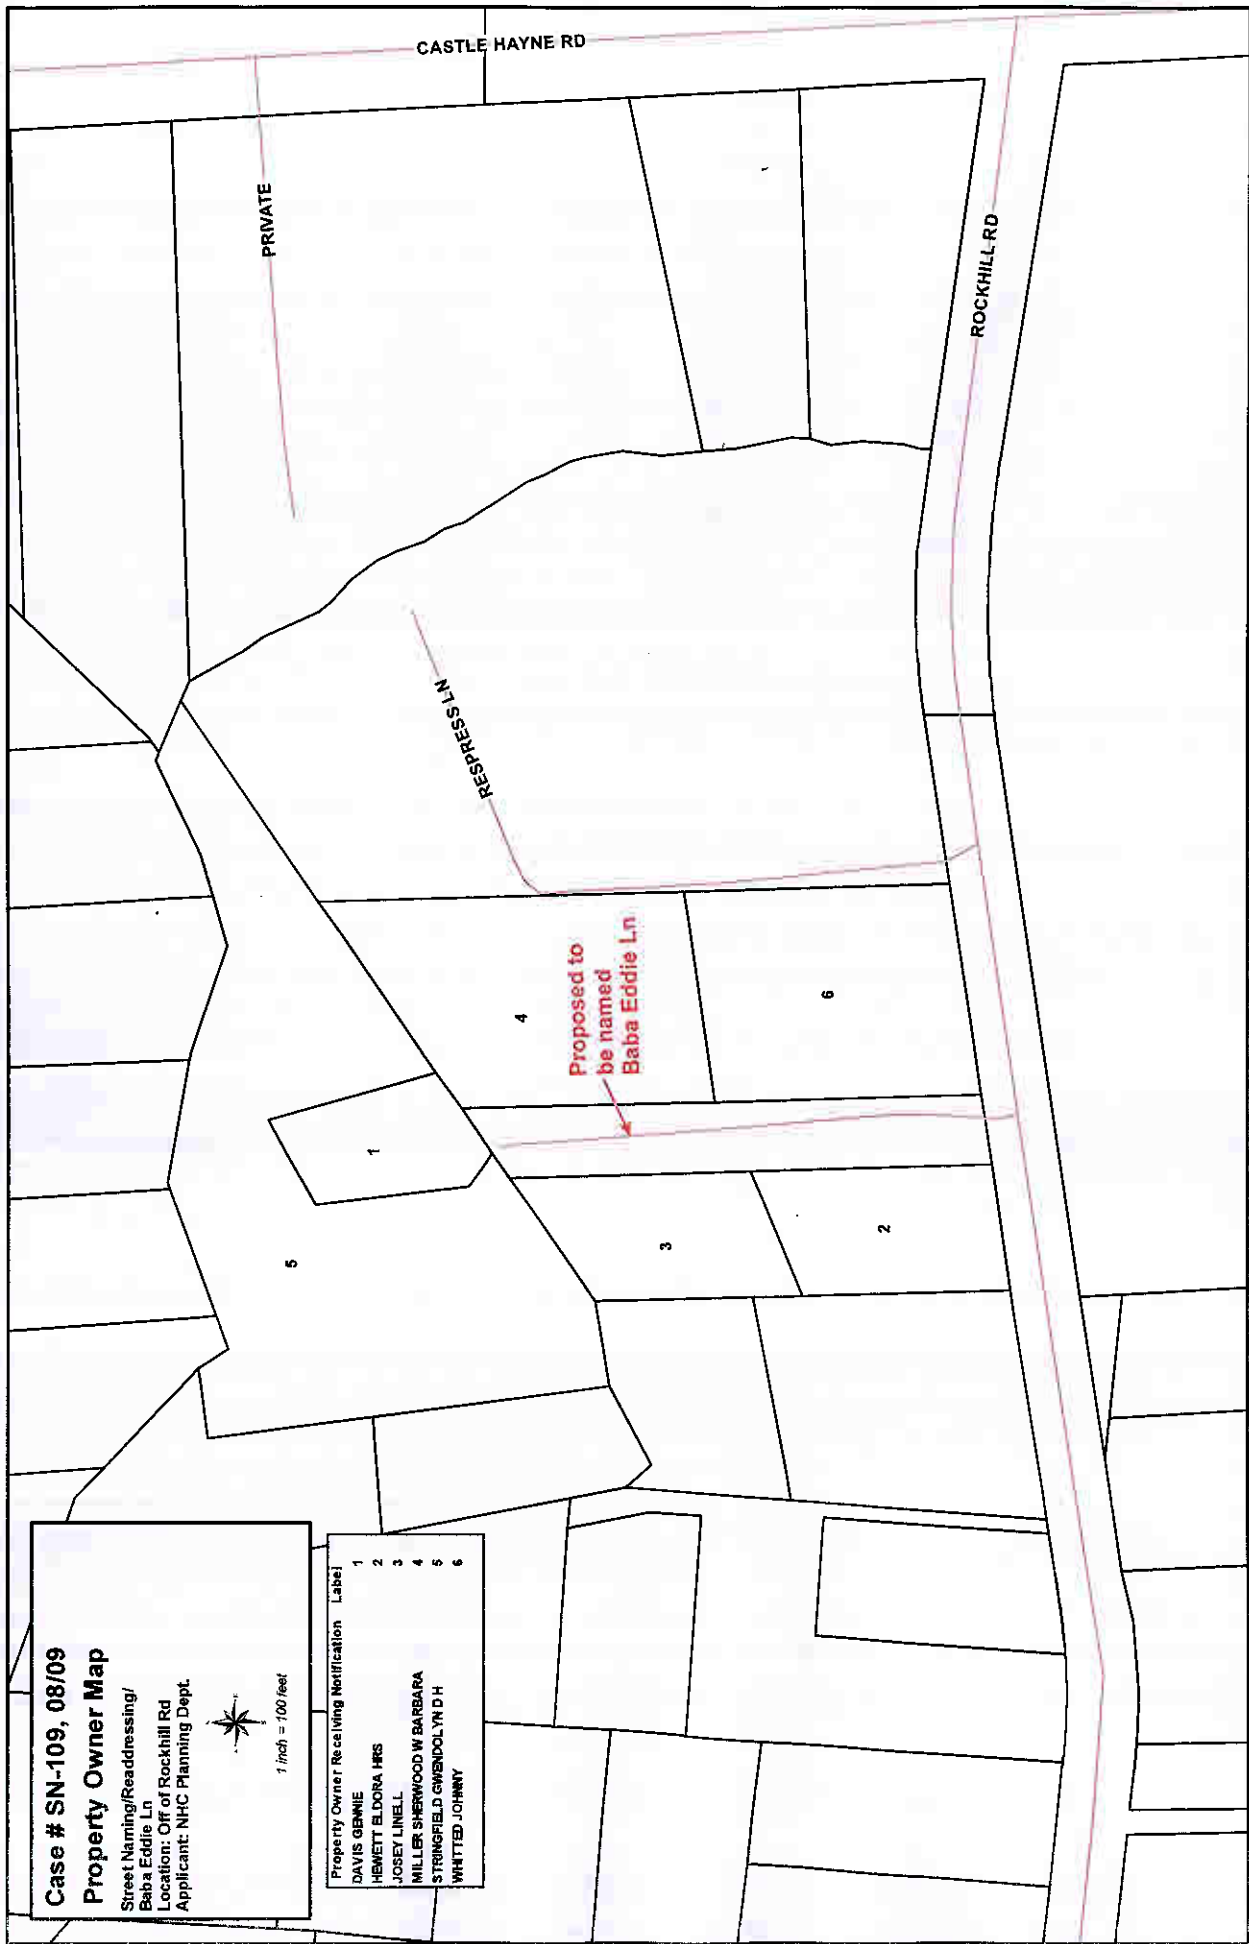 Case # SN-109, 08/09
Property Owner Map
Street Naming/Readdressing/
Baba Eddie Ln
Location: Off of Rockhill Rd
Applicant: NHC Planning Dept.
1 inch = 100 feet
Property Owner Receiving Notification Label
DAVIS GENNIE 1
HEWETT ELDORA HRS 2
JOSEY LINELL 3
MILLER SHERWOOD W BARBARA 4
STRINGFIELD GWENDOLYN D H 5
WHITTED JOHNNY 6
CASTLE HAYNE RD
PRIVATE
ROCKHILL RD
RESPRESS LN
Proposed to
be named
Baba Eddie Ln
1
5
4
6
3
2